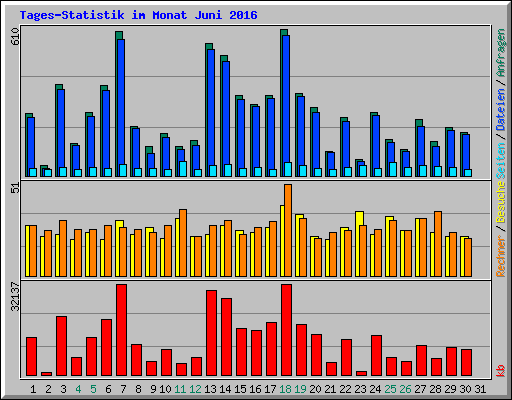 Tages-Statistik im Monat Juni 2016
610
51
32137
Rechner / Besuche Seiten / Dateien / Anfragen
kb
1 2 3 4 5 6 7 8 9 10 11 12 13 14 15 16 17 18 19 20 21 22 23 24 25 26 27 28 29 30 31